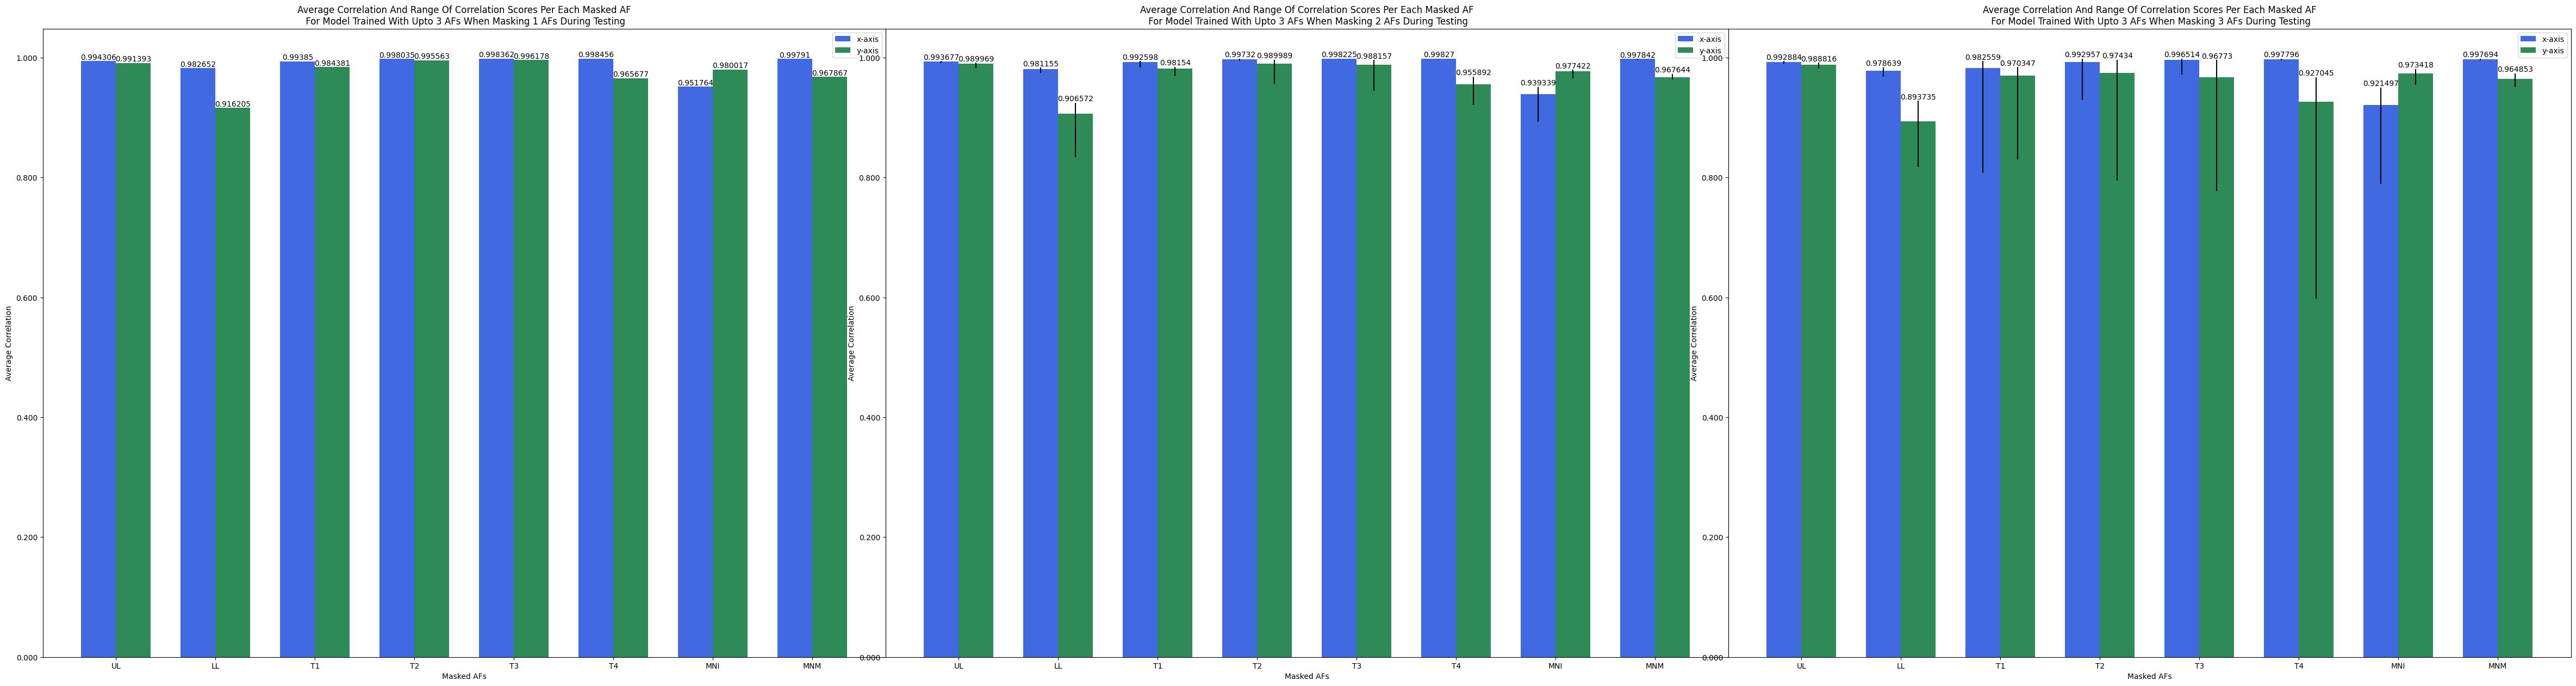 Average Correlation And Range Of Correlation Scores Per Each Masked AF
For Model Trained With Upto 3 AFs When Masking 1 AFs During Testing
x-axis
y-axis
1.000
0.800
0.600
0.400
0.200
0.000
Average Correlation
0.994306
0.991393
0.982652
0.916205
0.99385
0.984381
0.998035
0.995563
0.998362
0.996178
0.998456
0.965677
0.951764
0.980017
0.99791
0.967867
UL
LL
T1
T2
T3
T4
MNI
MNM
Masked AFs
Average Correlation And Range Of Correlation Scores Per Each Masked AF
For Model Trained With Upto 3 AFs When Masking 2 AFs During Testing
x-axis
y-axis
1.000
0.800
0.600
0.400
0.200
0.000
Average Correlation
0.993677
0.989969
0.981155
0.906572
0.992598
0.98154
0.99732
0.989989
0.998225
0.988157
0.99827
0.955892
0.939339
0.977422
0.997842
0.967644
UL
LL
T1
T2
T3
T4
MNI
MNM
Masked AFs
Average Correlation And Range Of Correlation Scores Per Each Masked AF
For Model Trained With Upto 3 AFs When Masking 3 AFs During Testing
x-axis
y-axis
1.000
0.800
0.600
0.400
0.200
0.000
Average Correlation
0.992884
0.988816
0.978639
0.893735
0.982559
0.970347
0.992957
0.97434
0.996514
0.96773
0.997796
0.927045
0.921497
0.973418
0.997694
0.964853
UL
LL
T1
T2
T3
T4
MNI
MNM
Masked AFs